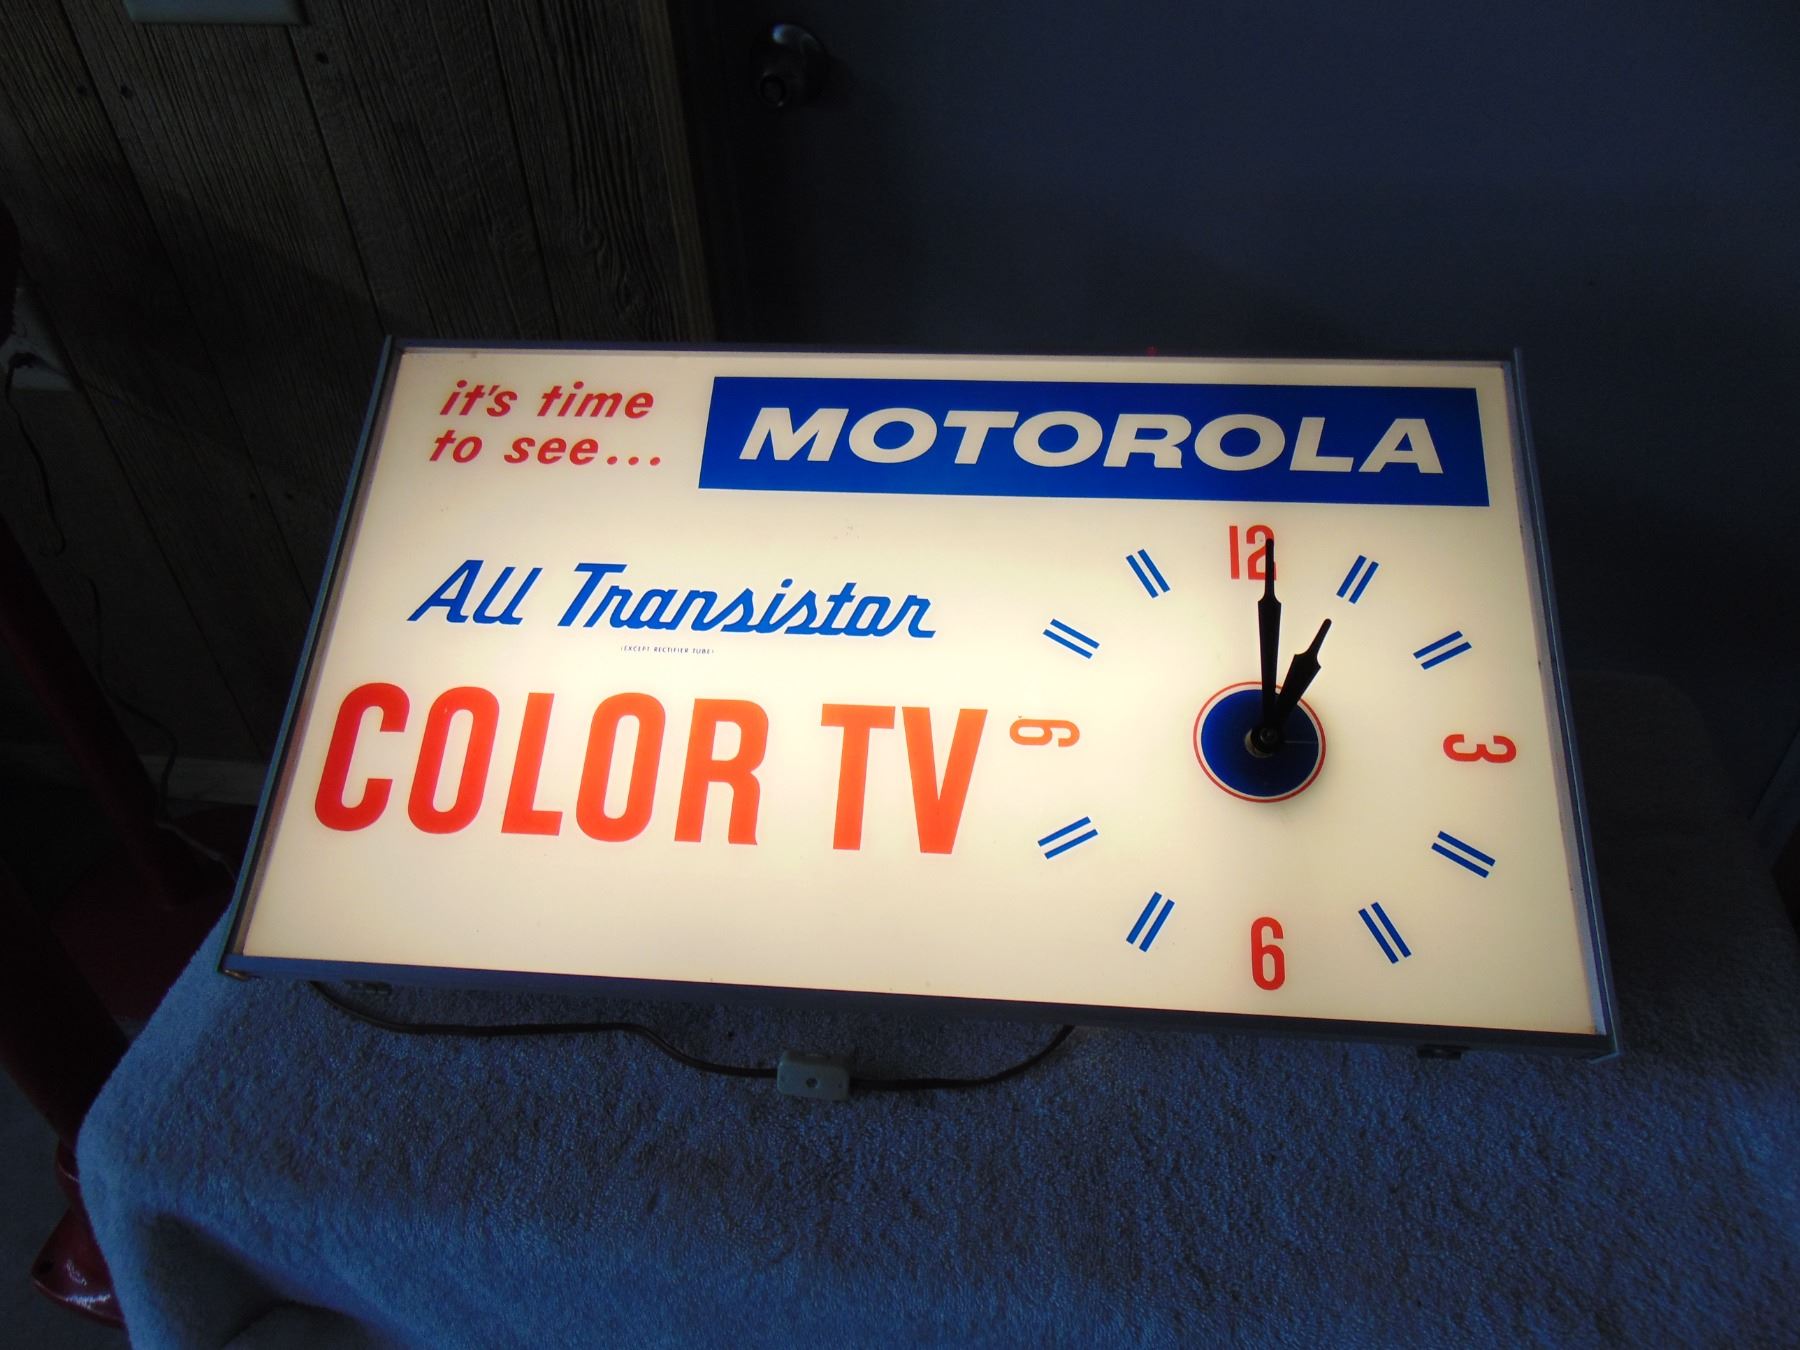 it's time
to see...
MOTOROLA
All Transistor
(EXCEPT RECTIFIER TUBE)
COLOR TV
12
9
3
6